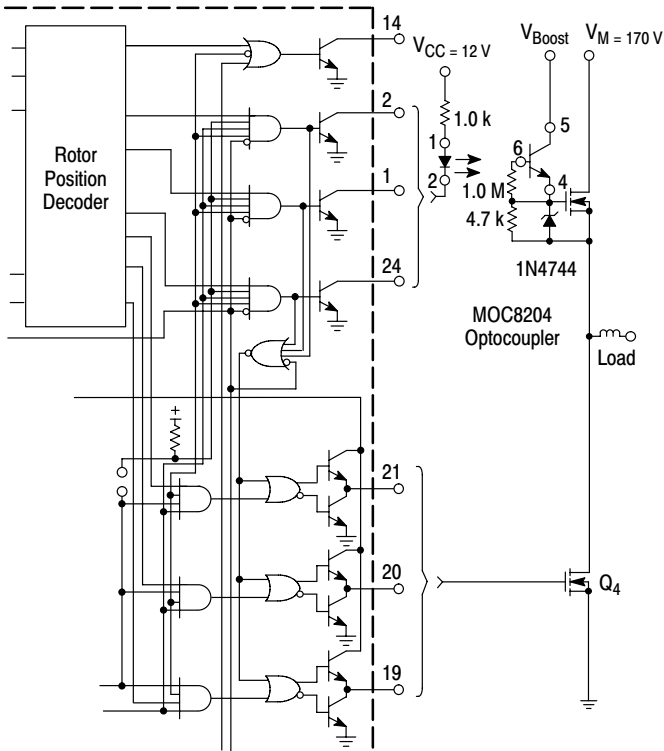 14
VCC = 12 V
VBoost
VM = 170 V
2
1.0 k
1
5
6
1
2
1.0 M
4
4.7 k
Rotor
Position
Decoder
24
1N4744
MOC8204
Optocoupler
Load
+
21
20
Q4
19